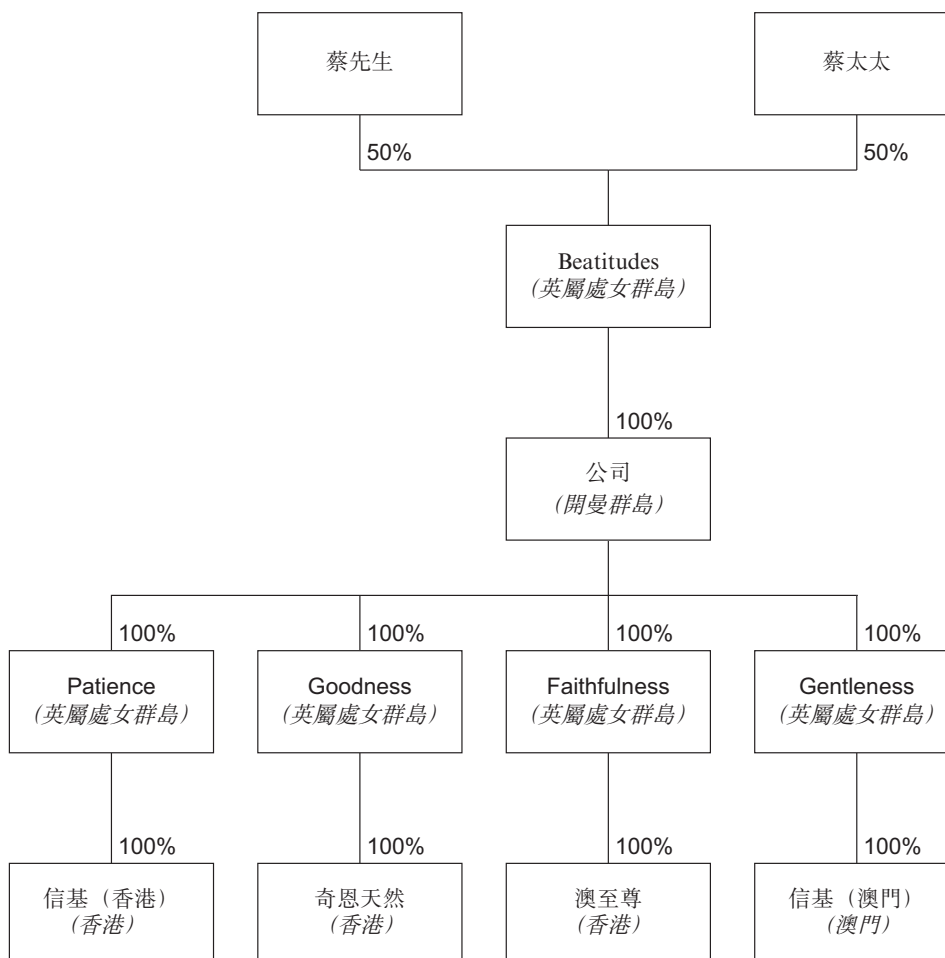 蔡先生
蔡太太
50%
50%
Beatitudes
(英屬處女群島)
100%
公司
(開曼群島)
100%
100%
100%
100%
Patience
(英屬處女群島)
Goodness
(英屬處女群島)
Faithfulness
(英屬處女群島)
Gentleness
(英屬處女群島)
100%
100%
100%
100%
信基(香港)
(香港)
奇恩天然
(香港)
澳至尊
(香港)
信基(澳門)
(澳門)